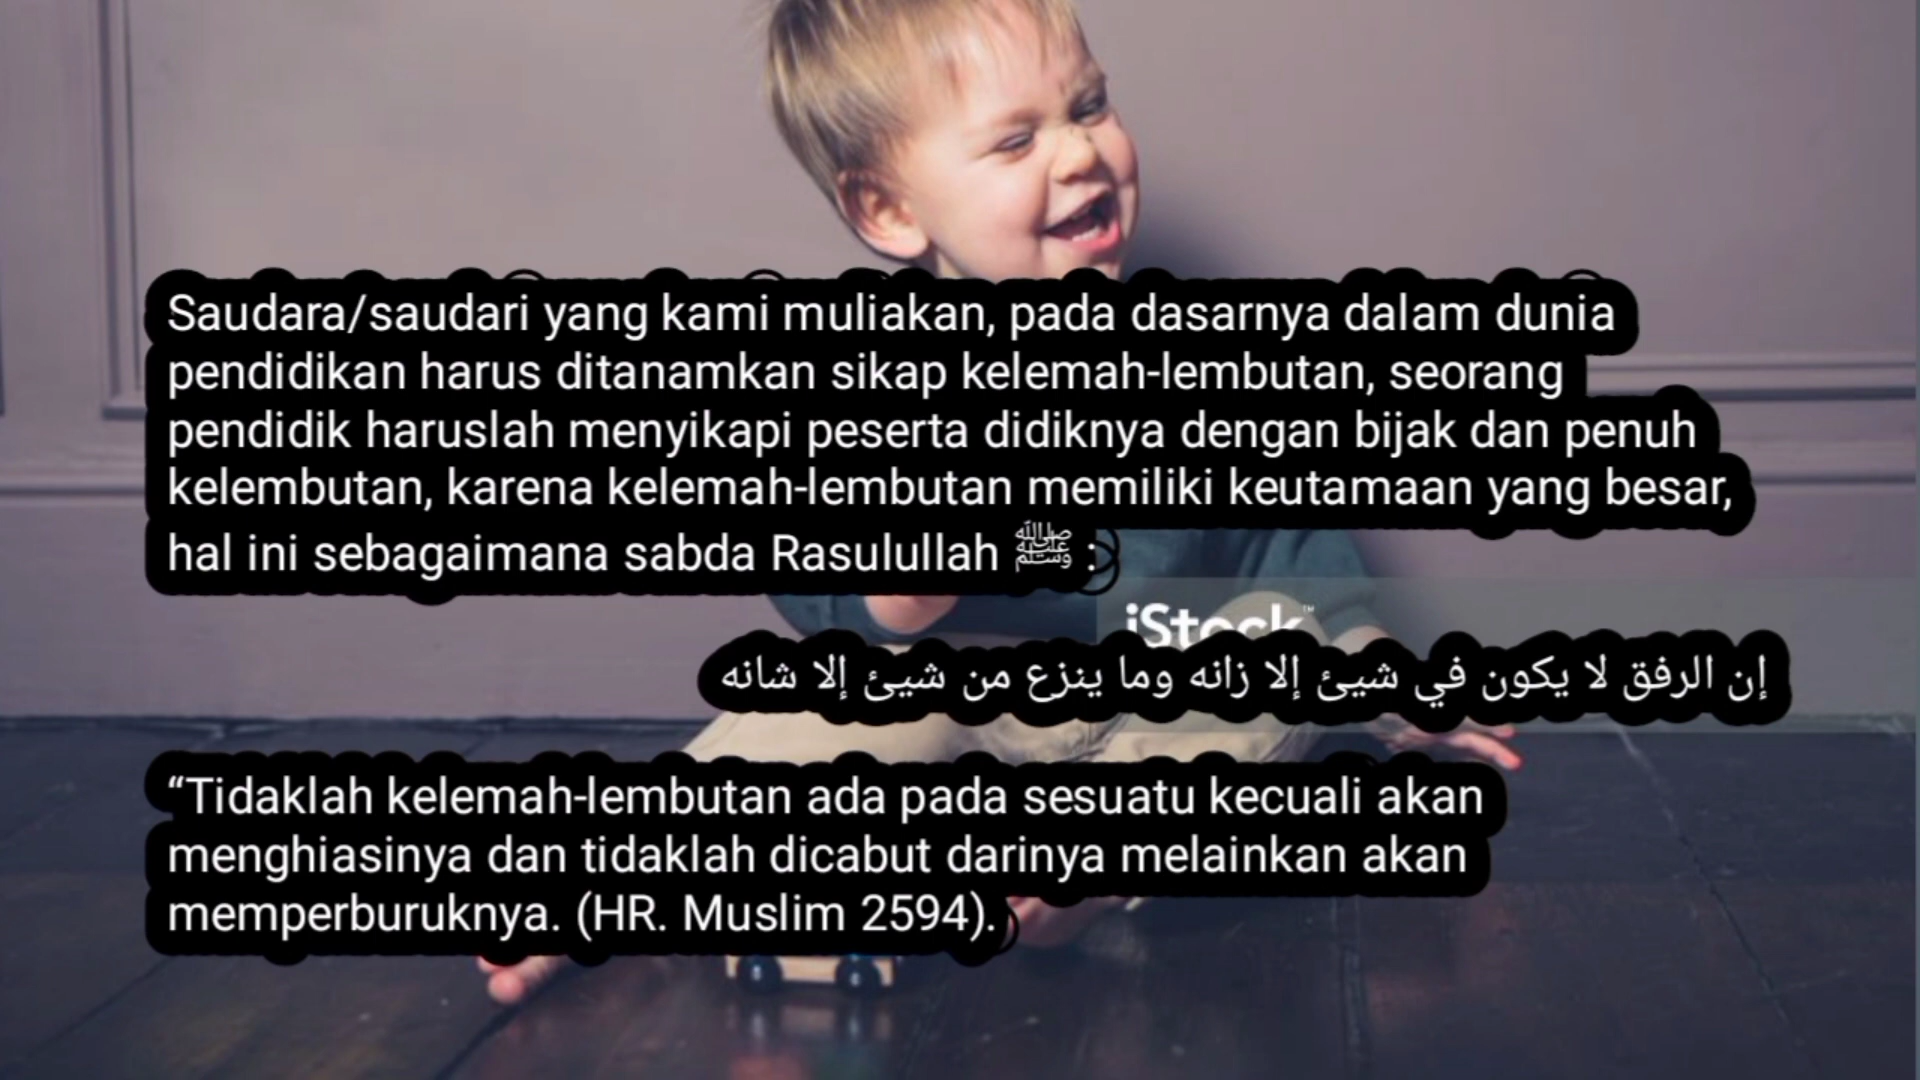 Saudara/saudari yang kami muliakan, pada dasarnya dalam dunia
pendidikan harus ditanamkan sikap kelemah-lembutan, seorang
pendidik haruslah menyikapi peserta didiknya dengan bijak dan penuh
kelembutan, karena kelemah-lembutan memiliki keutamaan yang besar,
hal ini sebagaimana sabda Rasulullah ﷺ :
iStock™
إن الرفق لا يكون في شيئ إلا زانه وما ينزع من شيئ إلا شانه
“Tidaklah kelemah-lembutan ada pada sesuatu kecuali akan
menghiasinya dan tidaklah dicabut darinya melainkan akan
memperburuknya. (HR. Muslim 2594).